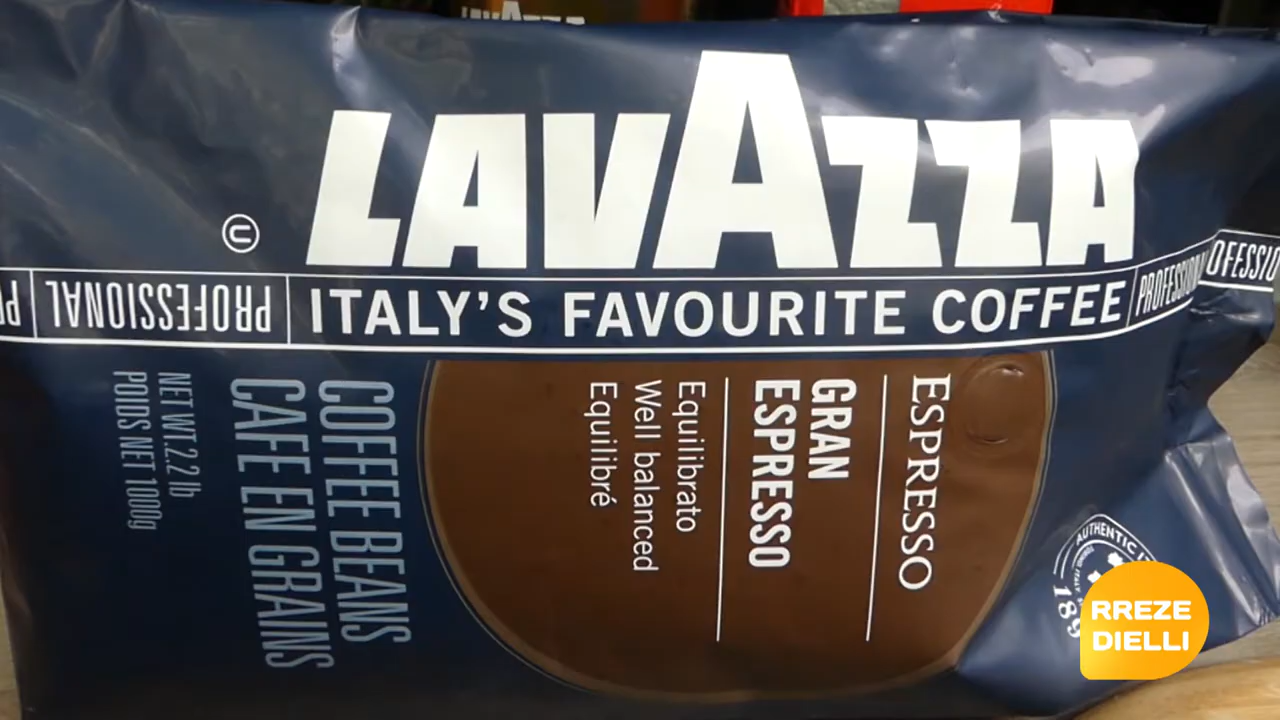 LAVAZZA
U
PROFESSIONAL
ITALY'S FAVOURITE COFFEE
PROFESSIONAL
ESPRESSO
GRAN
ESPRESSO
Equilibrato
Well balanced
Equilibré
COFFEE BEANS
CAFE EN GRAINS
NET WT.2.2 lb
POIDS NET 1000g
AUTHENTIC
RREZE
DIELLI